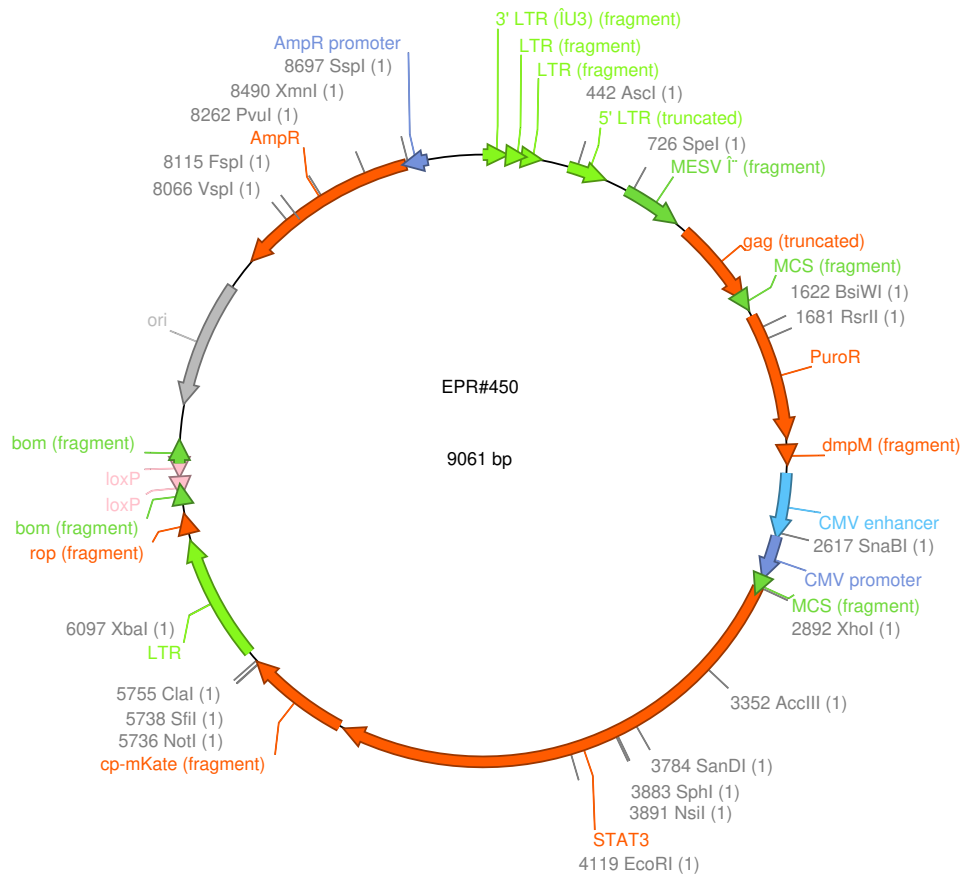 3' LTR (ÎU3) (fragment)
LTR (fragment)
LTR (fragment)
442 AscI (1)
5' LTR (truncated)
726 SpeI (1)
MESV Î¨ (fragment)
gag (truncated)
MCS (fragment)
1622 BsiWI (1)
1681 RsrII (1)
PuroR
dmpM (fragment)
CMV enhancer
2617 SnaBI (1)
CMV promoter
MCS (fragment)
2892 XhoI (1)
3352 AccIII (1)
3784 SanDI (1)
3883 SphI (1)
3891 NsiI (1)
STAT3
4119 EcoRI (1)
cp-mKate (fragment)
5736 NotI (1)
5738 SfiI (1)
5755 ClaI (1)
LTR
6097 XbaI (1)
rop (fragment)
bom (fragment)
loxP
loxP
bom (fragment)
ori
8066 VspI (1)
8115 FspI (1)
AmpR
8262 PvuI (1)
8490 XmnI (1)
8697 SspI (1)
AmpR promoter
EPR#450
9061 bp